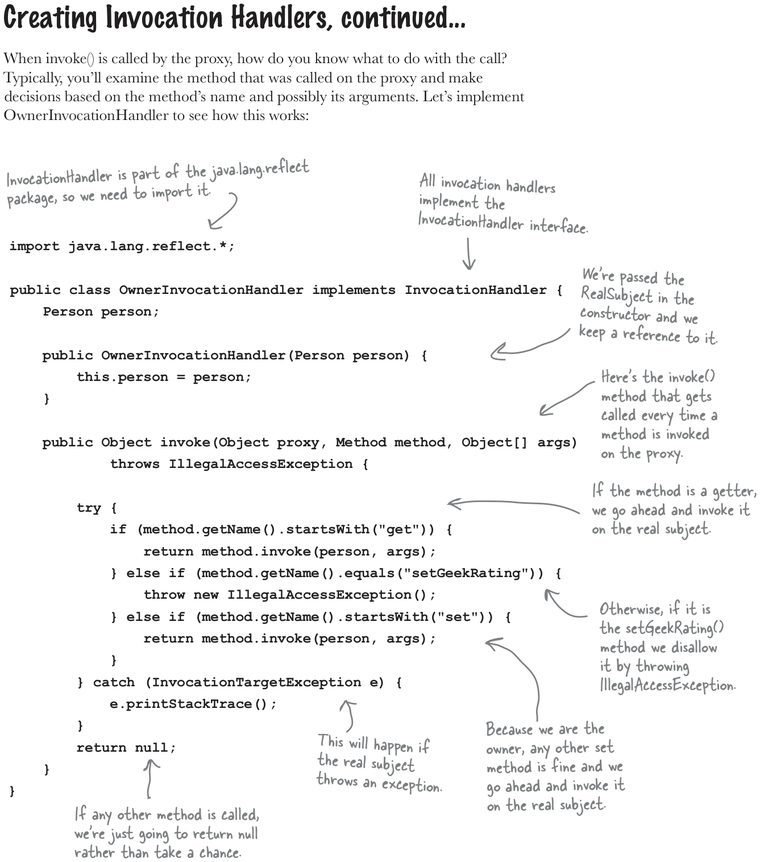 Creating Invocation Handlers, continued...
When invoke() is called by the proxy, how do you know what to do with the call?
Typically, you'll examine the method that was called on the proxy and make
decisions based on the method's name and possibly its arguments. Let's implement
OwnerInvocationHandler to see how this works:
InvocationHandler is part of the java.lang.reflect
package, so we need to import it.
All invocation handlers
implement the
InvocationHandler interface.
import java.lang.reflect.*;
public class OwnerInvocationHandler implements InvocationHandler {
Person person;
We're passed the
RealSubject in the
constructor and we
keep a reference to it.
public OwnerInvocationHandler(Person person) {
this.person = person;
}
Here's the invoke()
method that gets
called every time a
method is invoked
on the proxy.
public Object invoke(Object proxy, Method method, Object[] args)
throws IllegalAccessException {
If the method is a getter,
we go ahead and invoke it
on the real subject.
try {
if (method.getName().startsWith("get")) {
return method.invoke(person, args);
} else if (method.getName().equals("setGeekRating")) {
throw new IllegalAccessException();
} else if (method.getName().startsWith("set")) {
return method.invoke(person, args);
}
} catch (InvocationTargetException e) {
e.printStackTrace();
}
return null;
}
}
Otherwise, if it is
the setGeekRating()
method we disallow
it by throwing
IllegalAccessException.
Because we are the
owner, any other set
method is fine and we
go ahead and invoke it
on the real subject.
This will happen if
the real subject
throws an exception.
If any other method is called,
we're just going to return null
rather than take a chance.